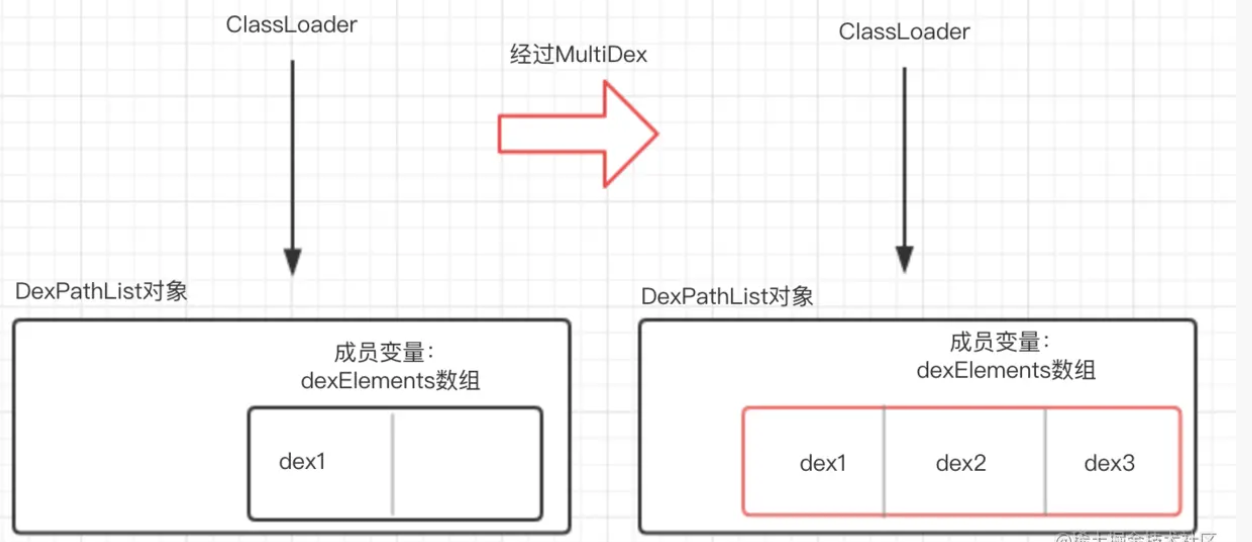 ClassLoader
经过MultiDex
ClassLoader
DexPathList对象
成员变量：
dexElements数组
dex1
DexPathList对象
成员变量：
dexElements数组
dex1
dex2
dex3